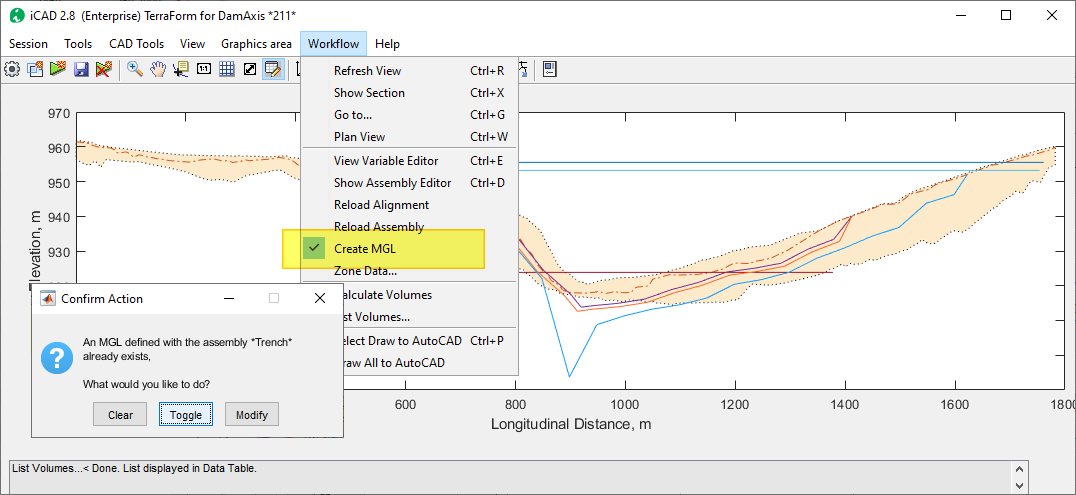 iCAD 2.8 (Enterprise) TerraForm for DamAxis *211*
Session Tools CAD Tools View Graphics area Workflow Help
1:1
Refresh View Ctrl+R
Show Section Ctrl+X
Go to... Ctrl+G
Plan View Ctrl+W
View Variable Editor Ctrl+E
Show Assembly Editor Ctrl+D
Reload Alignment
Reload Assembly
Create MGL
Zone Data...
Calculate Volumes
List Volumes...
Select Draw to AutoCAD Ctrl+P
Draw All to AutoCAD
970
960
950
940
930
920
Elevation, m
Confirm Action
An MGL defined with the assembly *Trench*
already exists,
What would you like to do?
Clear Toggle Modify
600 800 1000 1200 1400 1600 1800
Longitudinal Distance, m
List Volumes...< Done. List displayed in Data Table.